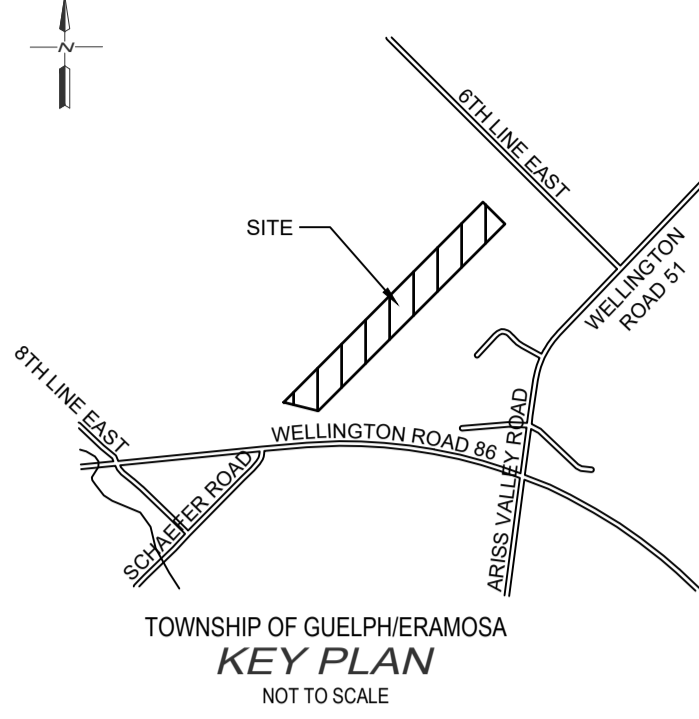 N
6TH LINE EAST
SITE
WELLINGTON
ROAD 51
8TH LINE EAST
WELLINGTON ROAD 86
ARISS VALLEY ROAD
SCHAEFER ROAD
TOWNSHIP OF GUELPH/ERAMOSA
KEY PLAN
NOT TO SCALE